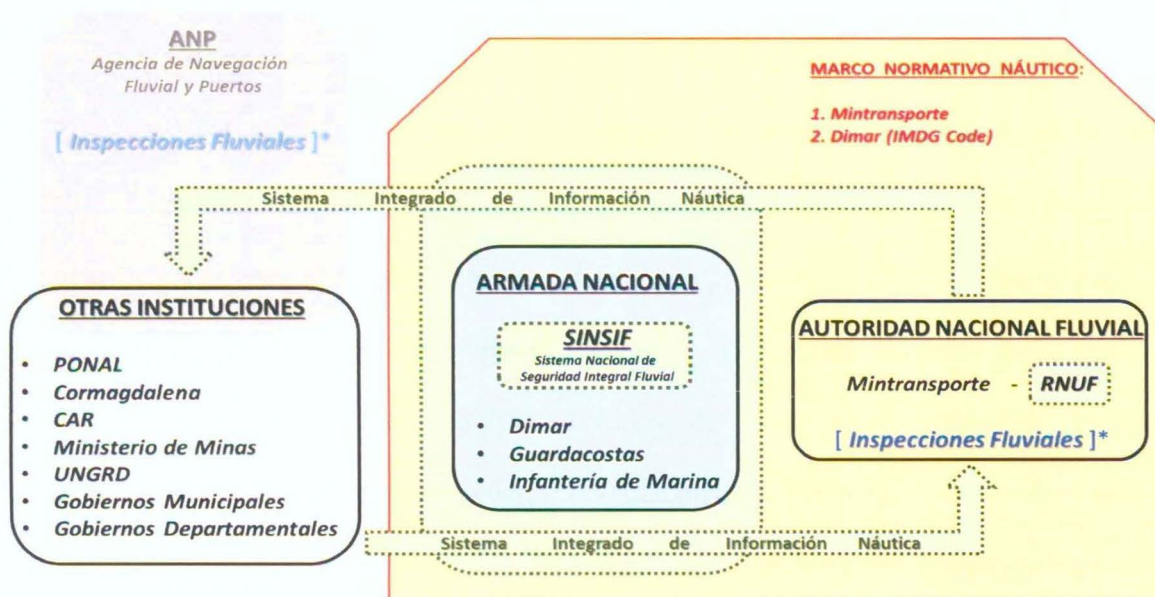 ANP
Agencia de Navegación
Fluvial y Puertos
[ Inspecciones Fluviales ]*
MARCO NORMATIVO NÁUTICO:
1. Mintransporte
2. Dimar (IMDG Code)
Sistema Integrado de Información Náutica
OTRAS INSTITUCIONES
• PONAL
• Cormagdalena
• CAR
• Ministerio de Minas
• UNGRD
• Gobiernos Municipales
• Gobiernos Departamentales
ARMADA NACIONAL
SINSIF
Sistema Nacional de
Seguridad Integral Fluvial
• Dimar
• Guardacostas
• Infantería de Marina
AUTORIDAD NACIONAL FLUVIAL
Mintransporte - RNUF
[ Inspecciones Fluviales ]*
Sistema Integrado de Información Náutica